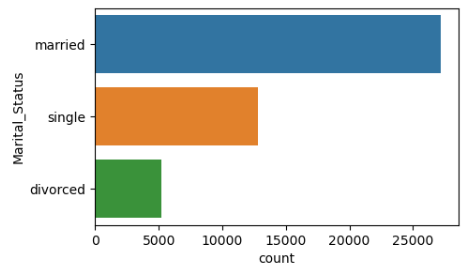 Marital_Status
married
single
divorced
0 5000 10000 15000 20000 25000
count